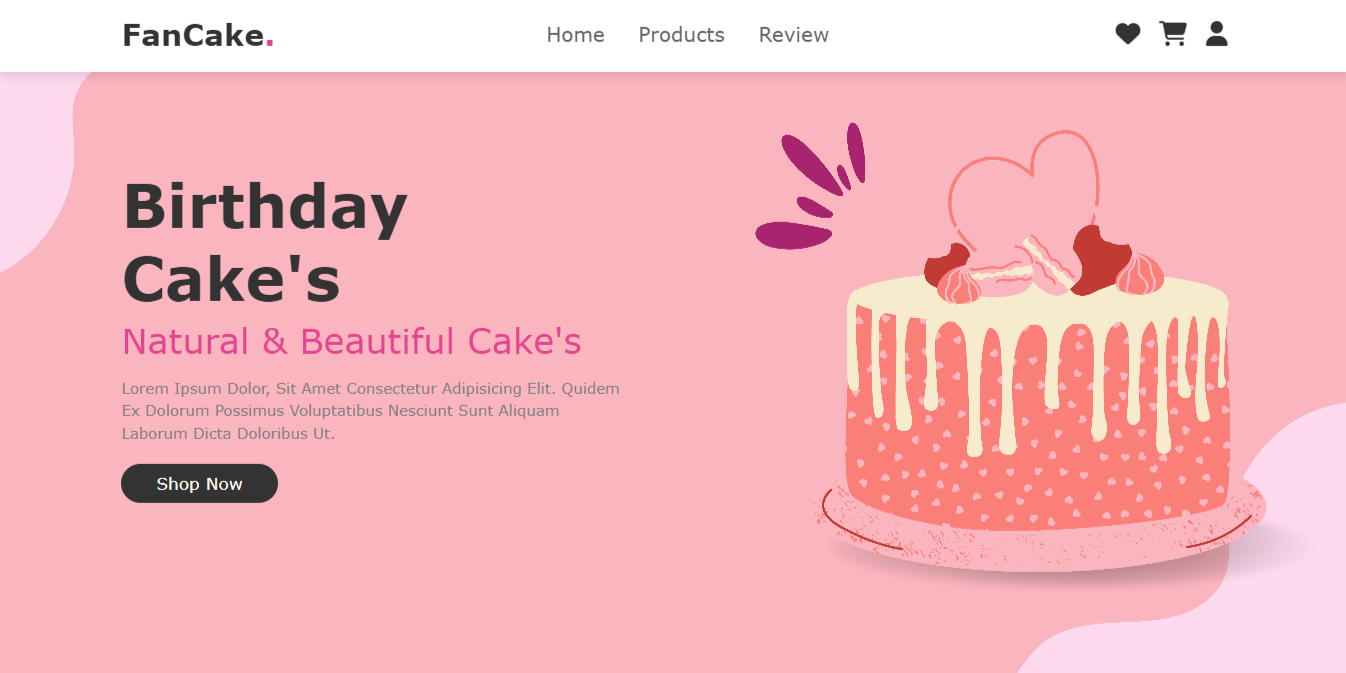 FanCake.
Home Products Review
Birthday
Cake's
Natural & Beautiful Cake's
Lorem Ipsum Dolor, Sit Amet Consectetur Adipisicing Elit. Quidem
Ex Dolorum Possimus Voluptatibus Nesciunt Sunt Aliquam
Laborum Dicta Doloribus Ut.
Shop Now